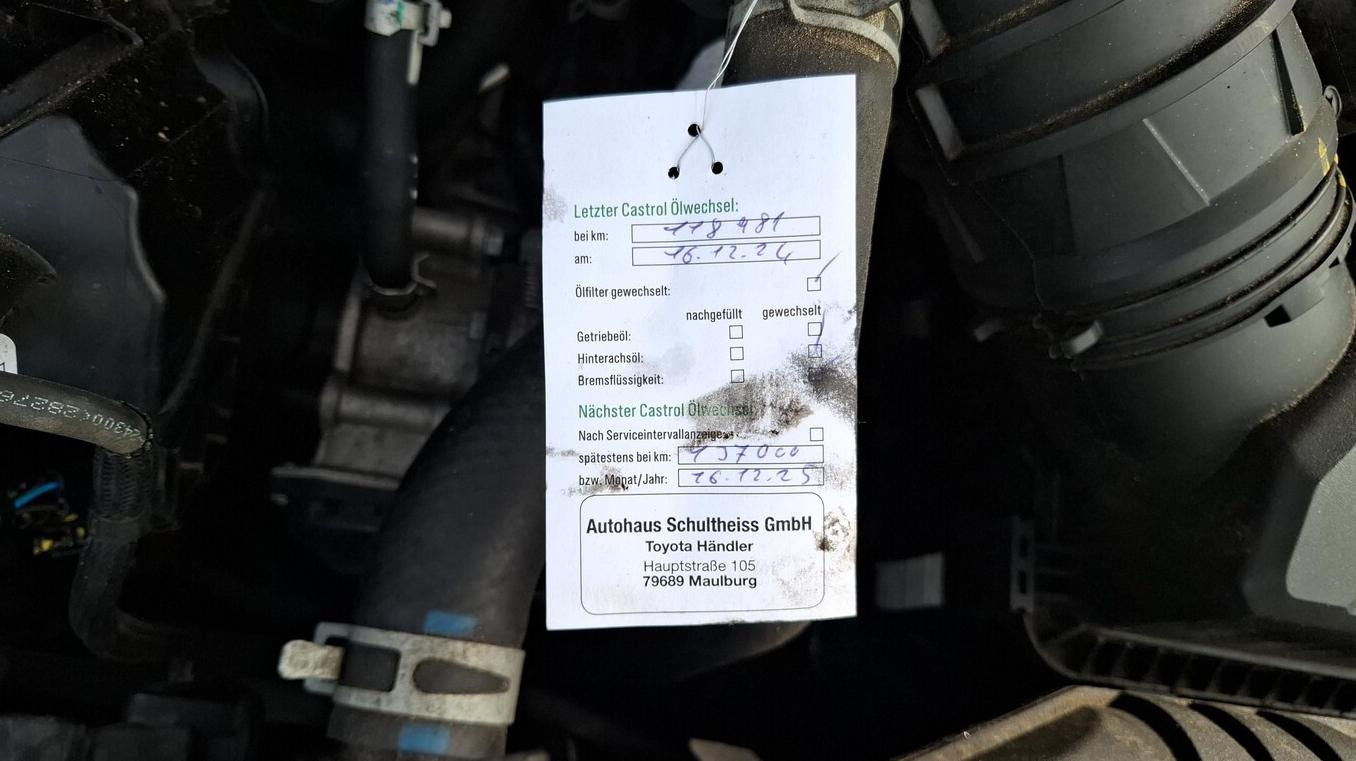 Letzter Castrol Ölwechsel:
bei km: 118 481
am: 16.12.24
Ölfilter gewechselt:
nachgefüllt gewechselt
Getriebeöl:
Hinterachsöl:
Bremsflüssigkeit:
Nächster Castrol Ölwechsel
Nach Serviceintervallanzeige:
spätestens bei km: 137000
bzw. Monat/Jahr: 16.12.25
Autohaus Schultheiss GmbH
Toyota Händler
Hauptstraße 105
79689 Maulburg